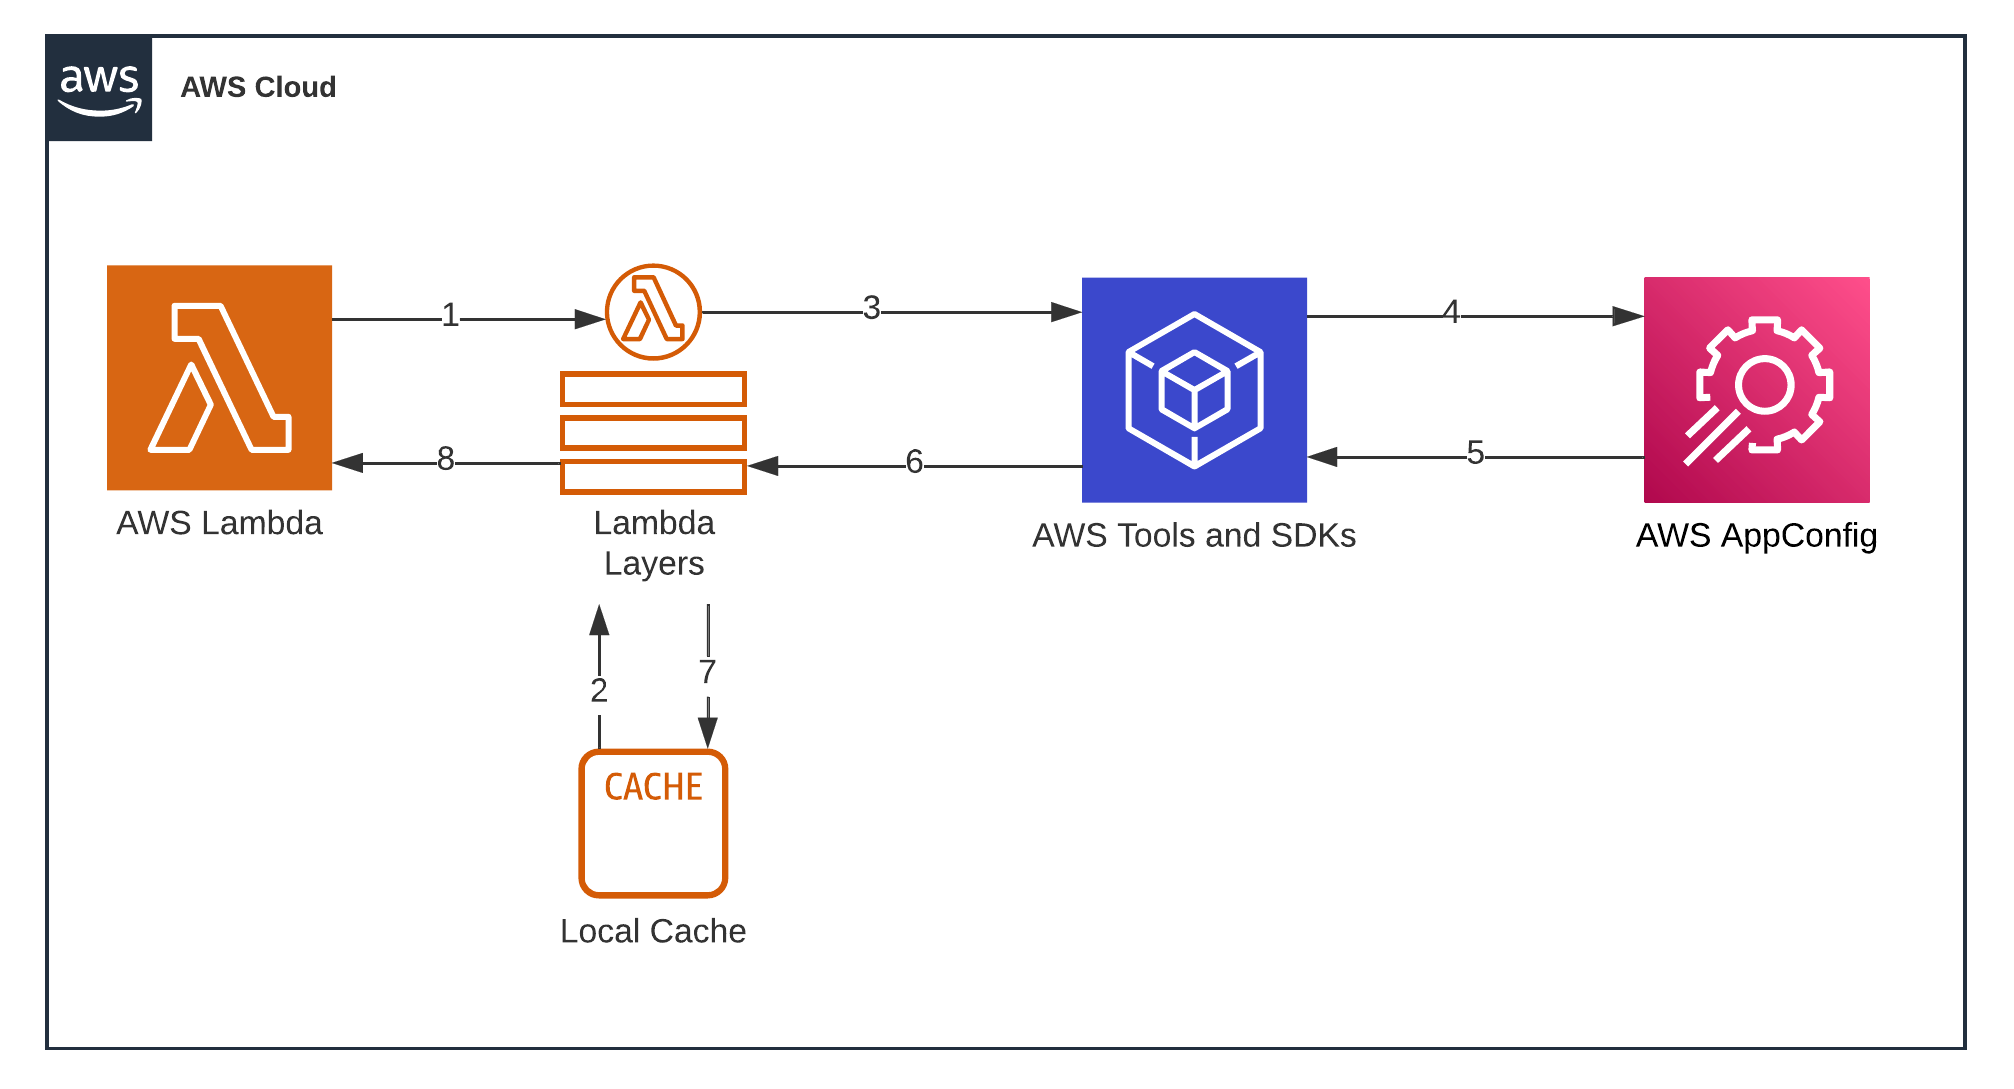 aws
AWS Cloud
1
3
4
8
6
5
AWS Lambda
Lambda
Layers
AWS Tools and SDKs
AWS AppConfig
2
7
CACHE
Local Cache